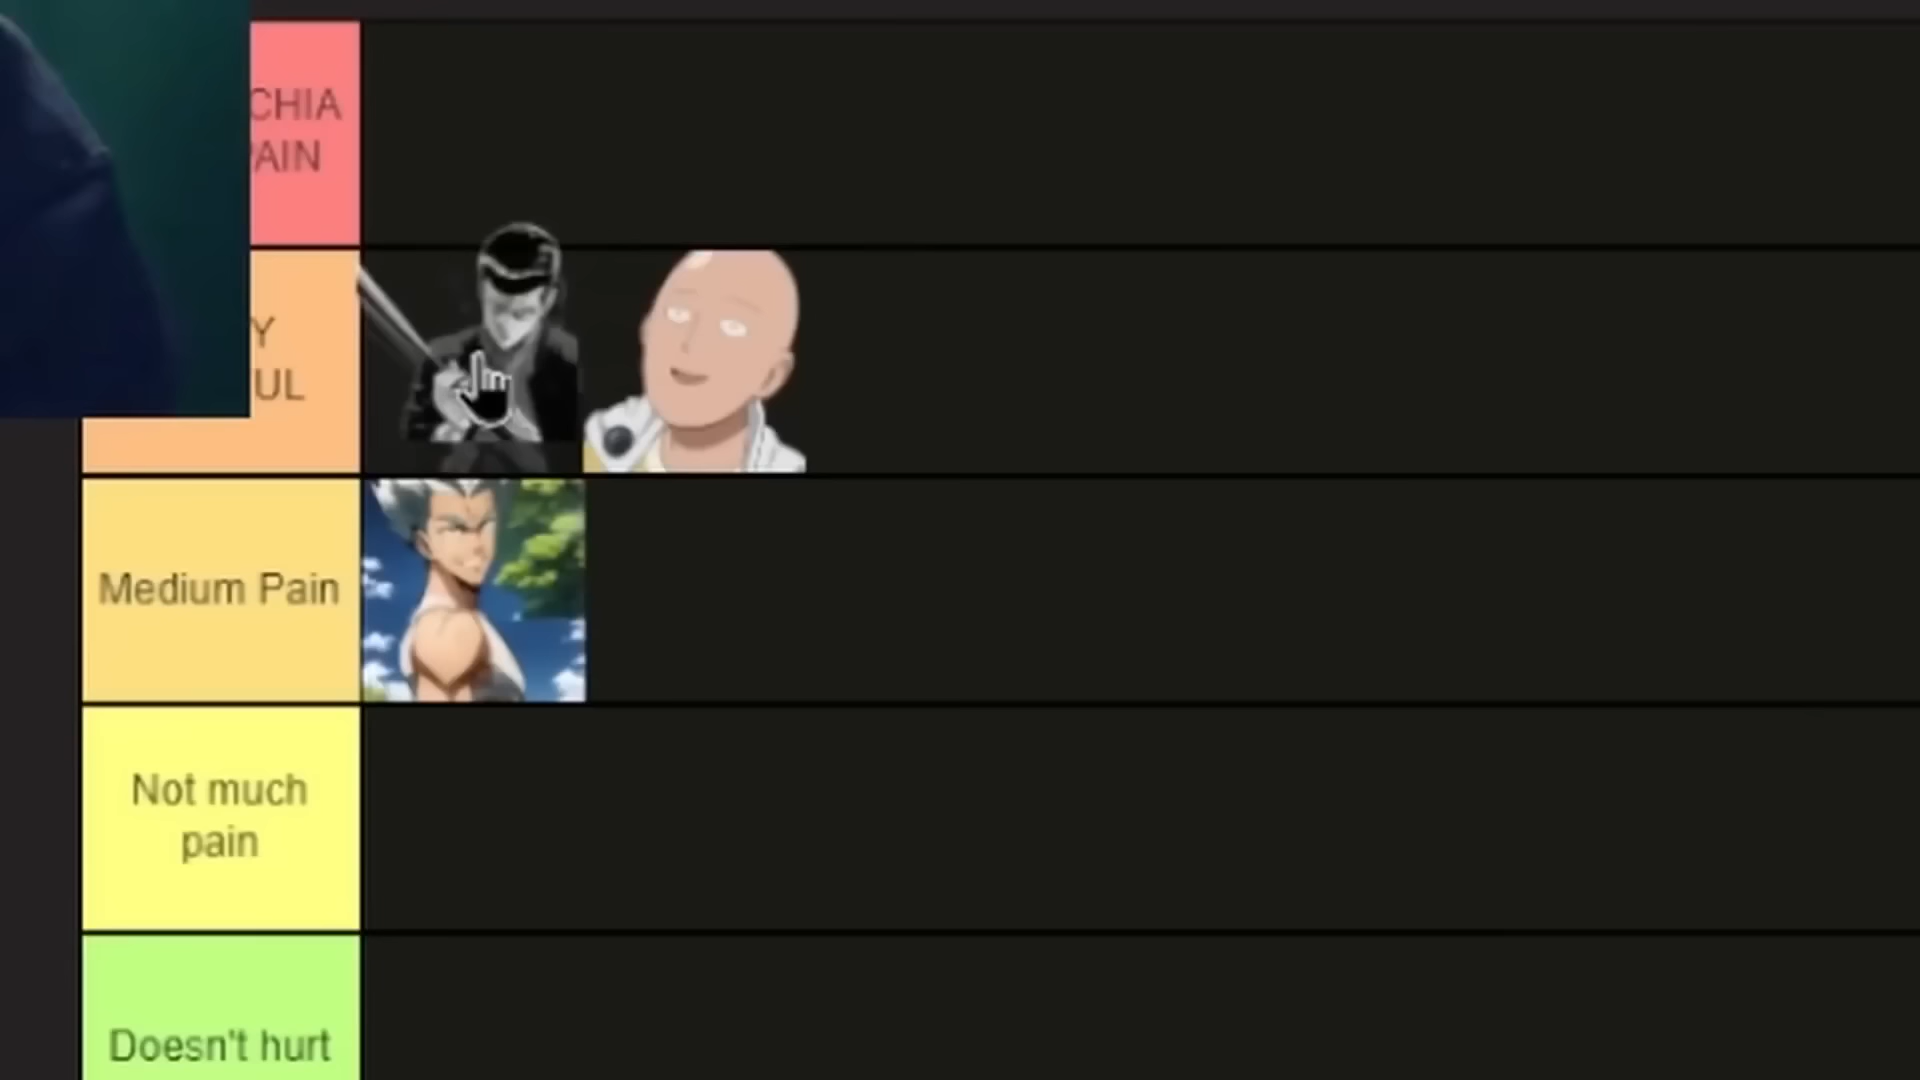 CHIA
AIN
Y
UL
Medium Pain
Not much
pain
Doesn't hurt